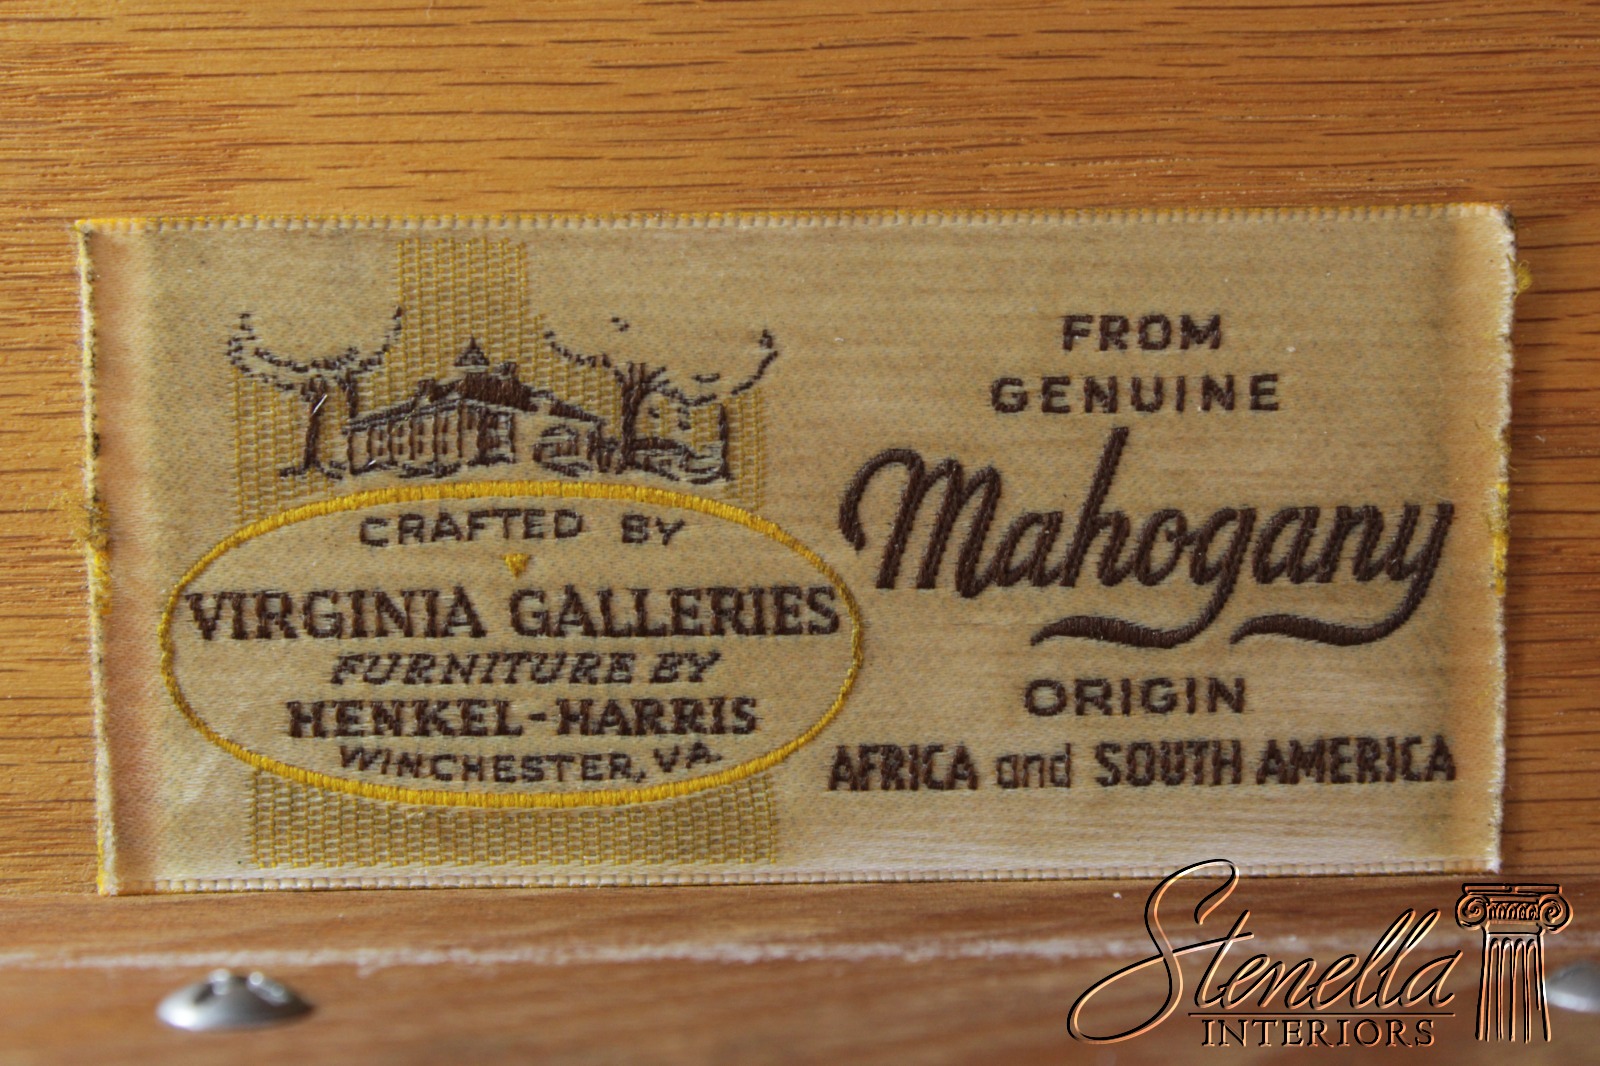 CRAFTED BY
VIRGINIA GALLERIES
FURNITURE BY
HENKEL-HARRIS
WINCHESTER, VA.
FROM
GENUINE
Mahogany
ORIGIN
AFRICA and SOUTH AMERICA
Stenella
INTERIORS